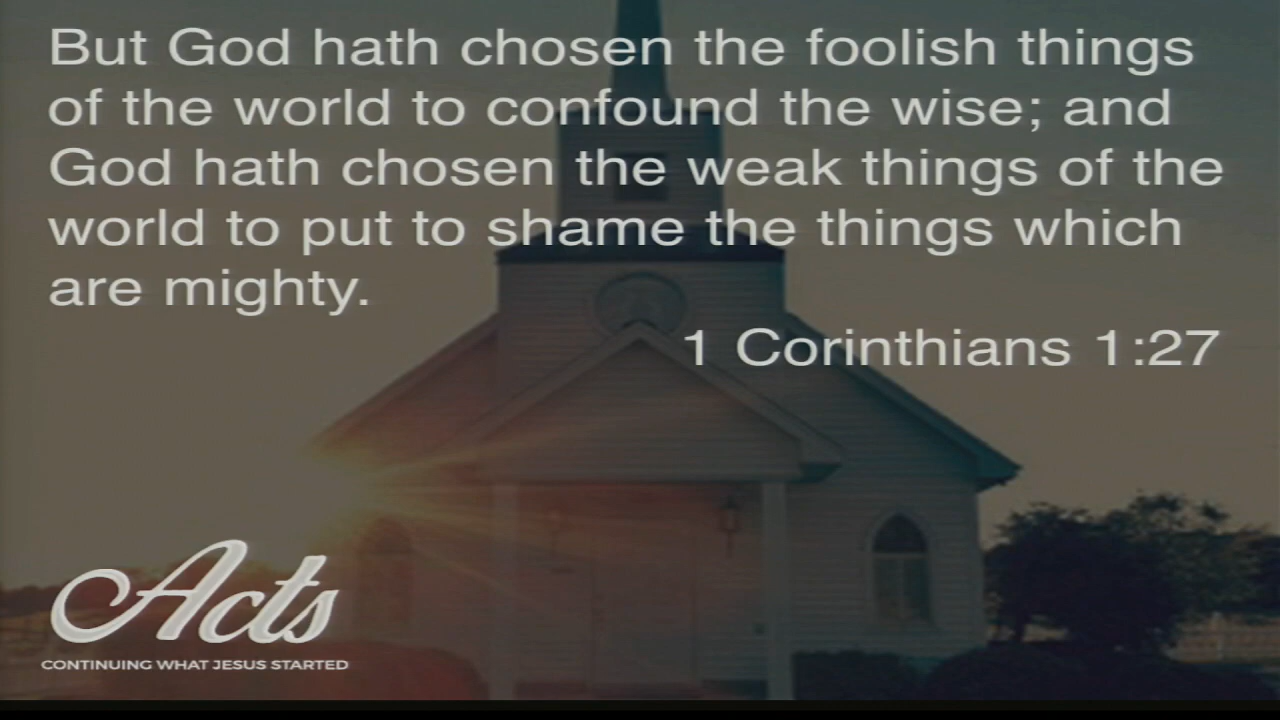 But God hath chosen the foolish things
of the world to confound the wise; and
God hath chosen the weak things of the
world to put to shame the things which
are mighty.
1 Corinthians 1:27
Acts
CONTINUING WHAT JESUS STARTED